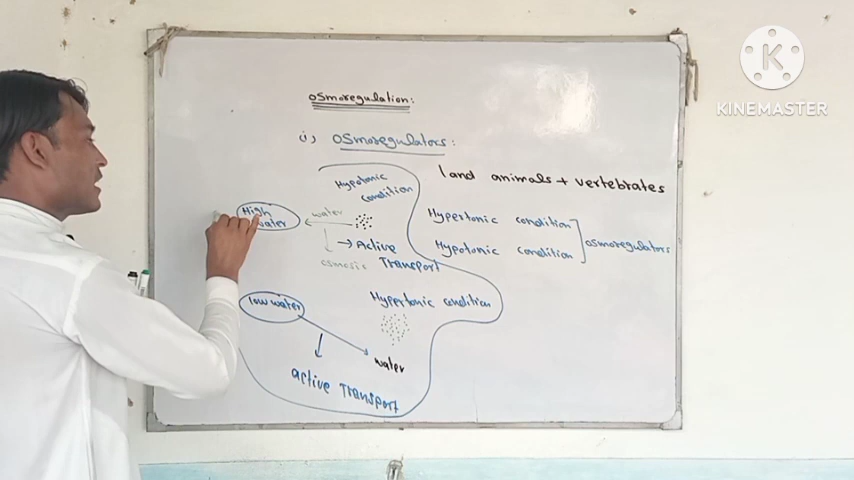 osmoregulation:
i) osmoregulators:
land animals + vertebrates
Hypotonic
condition
High
water
water
→ Active
osmosis Transport
Hypertonic condition
Hypotonic condition
osmoregulators
low water
Hypertonic condition
water
active Transport
K
KINEMASTER